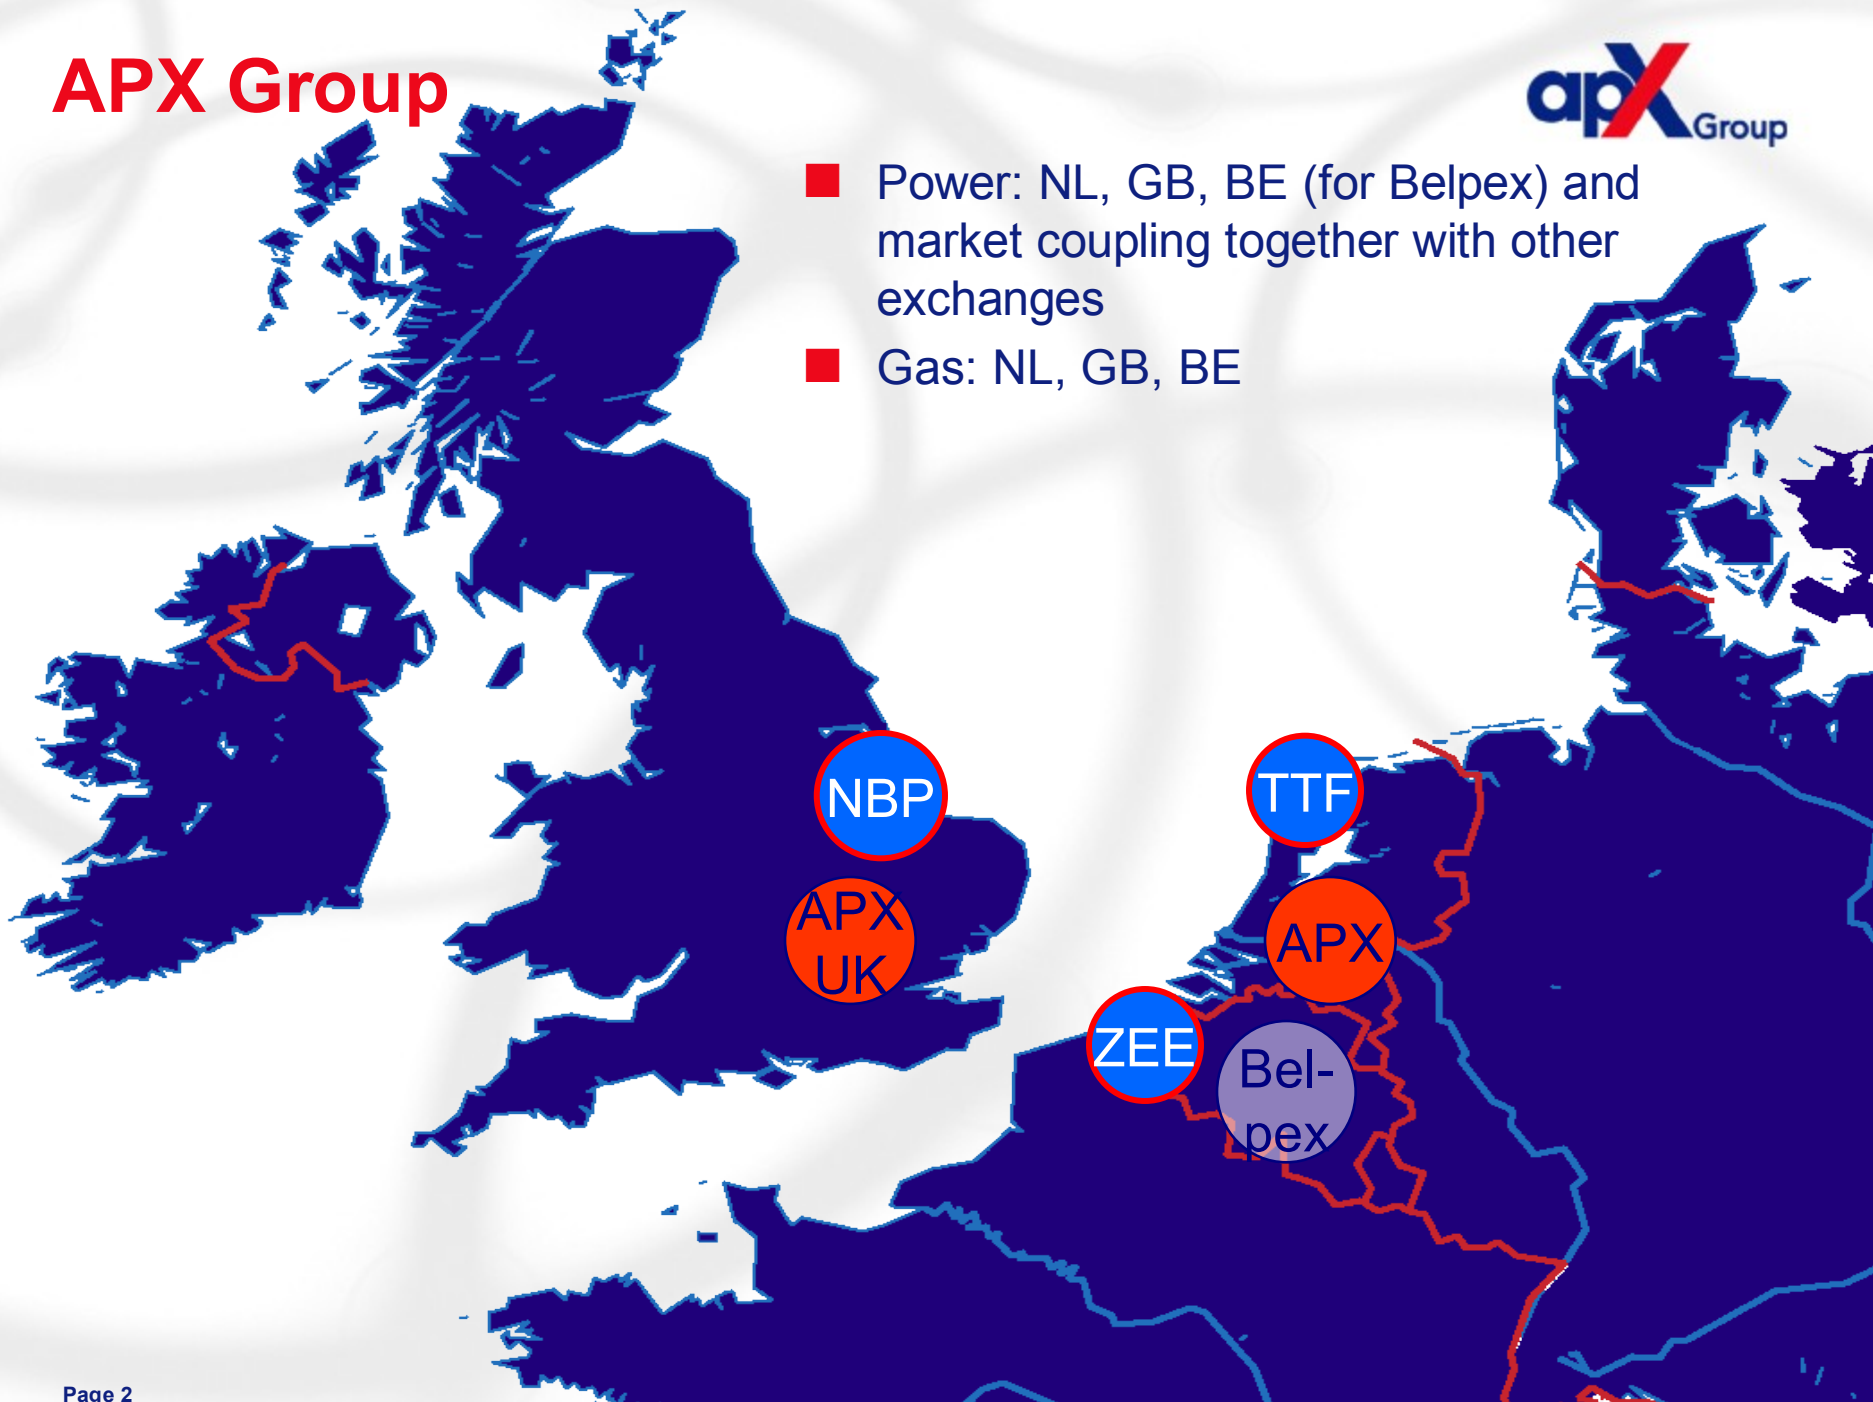 APX Group
apX Group
■ Power: NL, GB, BE (for Belpex) and
market coupling together with other
exchanges
■ Gas: NL, GB, BE
NBP
TTF
APX
UK
APX
ZEE
Bel-
pex
Page 2